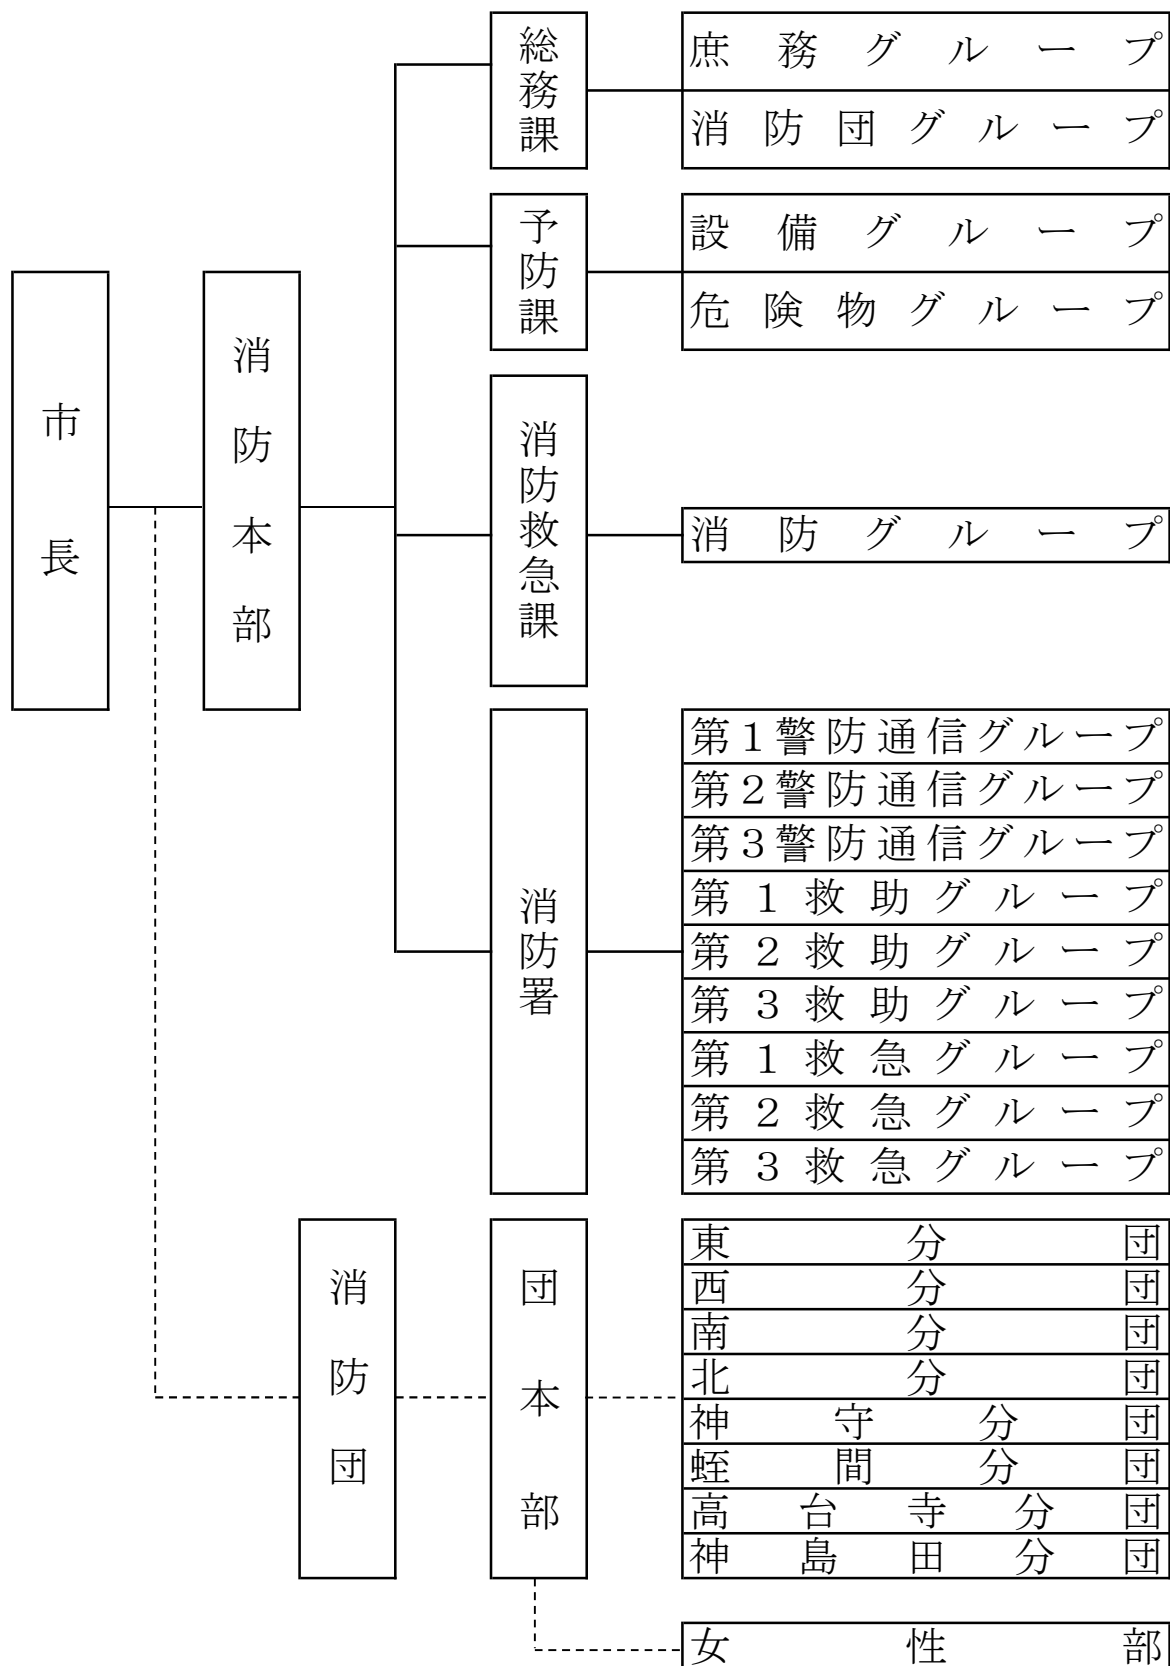 市長
消防本部
総務課
庶務グループ
消防団グループ
予防課
設備グループ
危険物グループ
消防救急課
消防グループ
消防署
第1警防通信グループ
第2警防通信グループ
第3警防通信グループ
第1救助グループ
第2救助グループ
第3救助グループ
第1救急グループ
第2救急グループ
第3救急グループ
消防団
団本部
東分団
西分団
南分団
北分団
神守分団
蛭間分団
高台寺分団
神島田分団
女性部